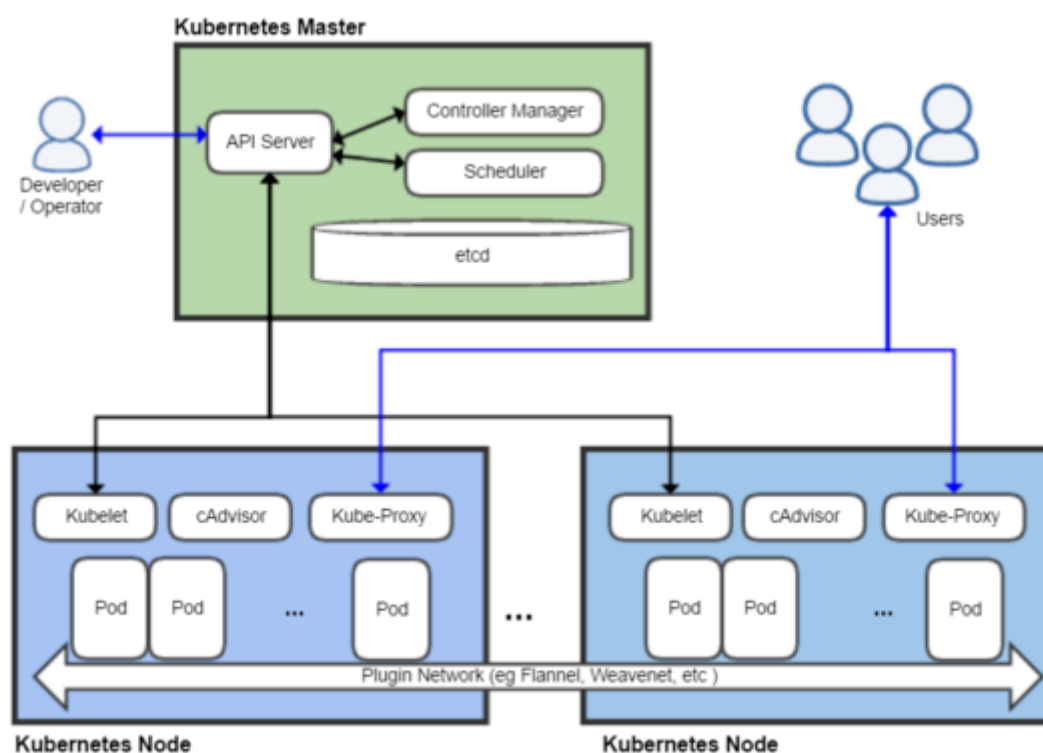 Kubernetes Master
API Server
Controller Manager
Scheduler
etcd
Developer
/ Operator
Users
Kubelet
cAdvisor
Kube-Proxy
Pod
Pod
...
Pod
...
Kubelet
cAdvisor
Kube-Proxy
Pod
Pod
...
Pod
Plugin Network (eg Flannel, Weavenet, etc )
Kubernetes Node
Kubernetes Node